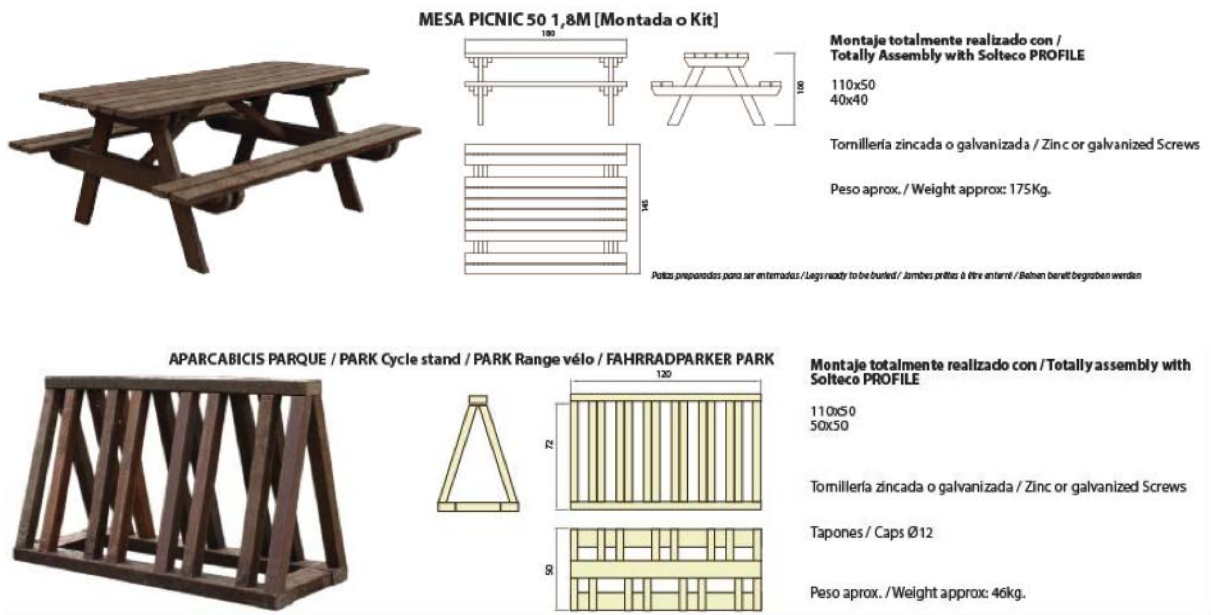 MESA PICNIC 50 1,8M [Montada o Kit]
180
100
145
Montaje totalmente realizado con /
Totally Assembly with Solteco PROFILE
110x50
40x40
Tornillería zincada o galvanizada / Zinc or galvanized Screws
Peso aprox. / Weight approx: 175Kg.
Patas preparadas para ser enterradas / Legs ready to be buried / Jambes prêtes à être enterré / Beinen bereit begraben werden
APARCABICIS PARQUE / PARK Cycle stand / PARK Range vélo / FAHRRADPARKER PARK
120
72
50
Montaje totalmente realizado con / Totally assembly with
Solteco PROFILE
110x50
50x50
Tornillería zincada o galvanizada / Zinc or galvanized Screws
Tapones / Caps Ø12
Peso aprox. / Weight approx: 46kg.